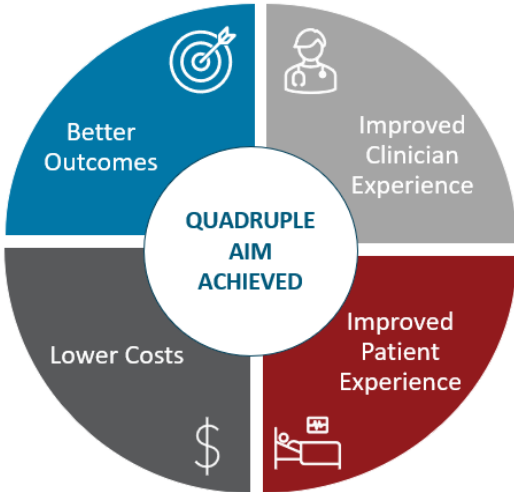 Better
Outcomes
Improved
Clinician
Experience
QUADRUPLE
AIM
ACHIEVED
Lower Costs
Improved
Patient
Experience
$